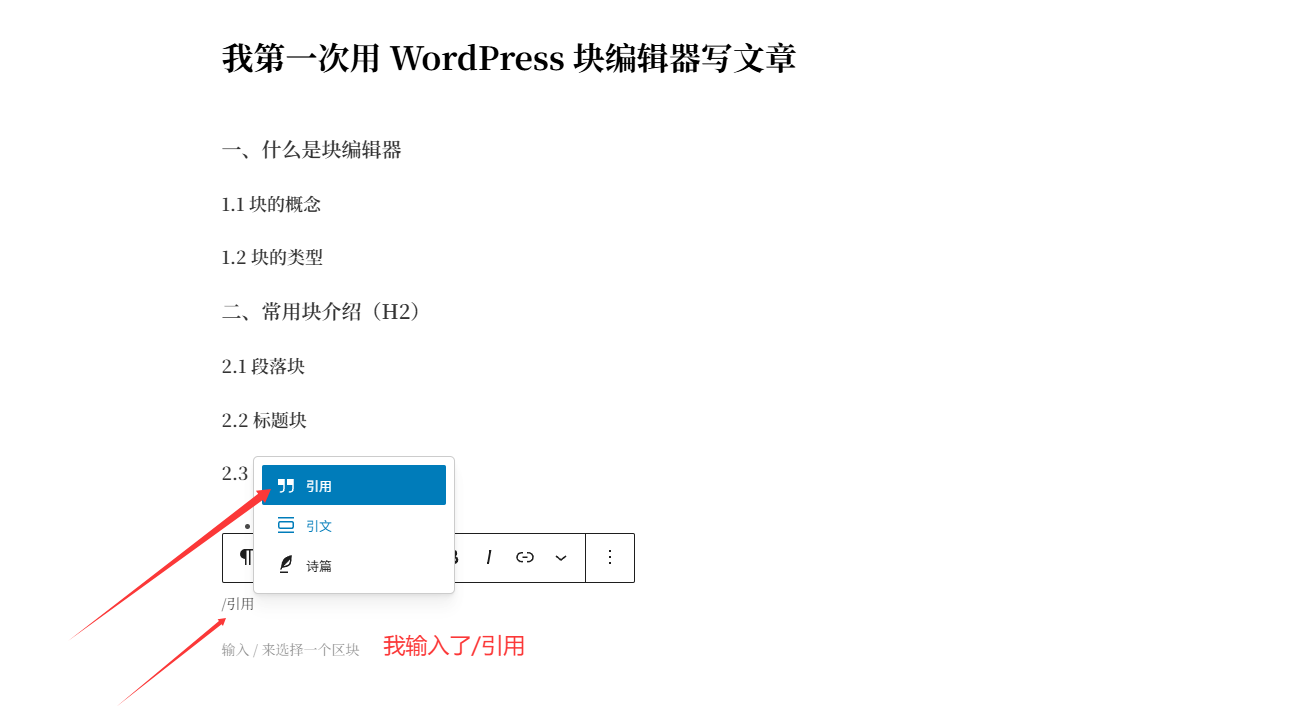 我第一次用 WordPress 块编辑器写文章
一、什么是块编辑器
1.1 块的概念
1.2 块的类型
二、常用块介绍（H2）
2.1 段落块
2.2 标题块
2.3
引用
引文
诗篇
/引用
输入 / 来选择一个区块
我输入了/引用